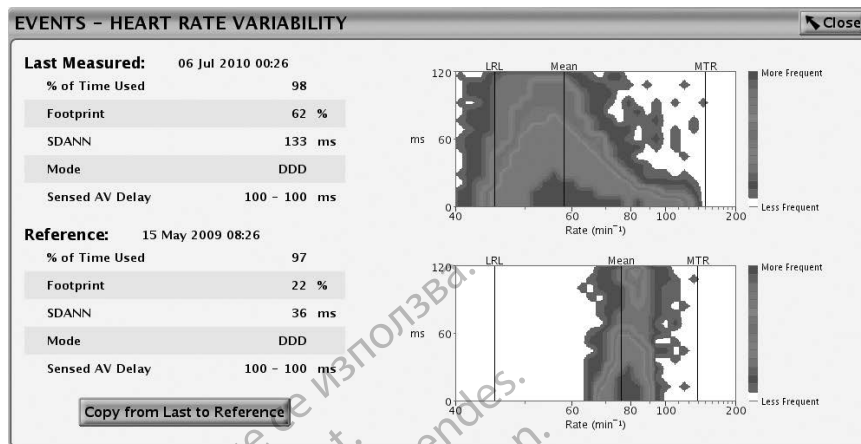 EVENTS – HEART RATE VARIABILITY
Close
Last Measured: 06 Jul 2010 00:26
% of Time Used 98
Footprint 62 %
SDANN 133 ms
Mode DDD
Sensed AV Delay 100 - 100 ms
LRL Mean MTR
120
ms 60
0
40 60 80 100 200
Rate (min⁻¹)
More Frequent
Less Frequent
Reference: 15 May 2009 08:26
% of Time Used 97
Footprint 22 %
SDANN 36 ms
Mode DDD
Sensed AV Delay 100 - 100 ms
Copy from Last to Reference
LRL Mean MTR
120
ms 60
0
40 60 80 100 200
Rate (min⁻¹)
More Frequent
Less Frequent
се използва.